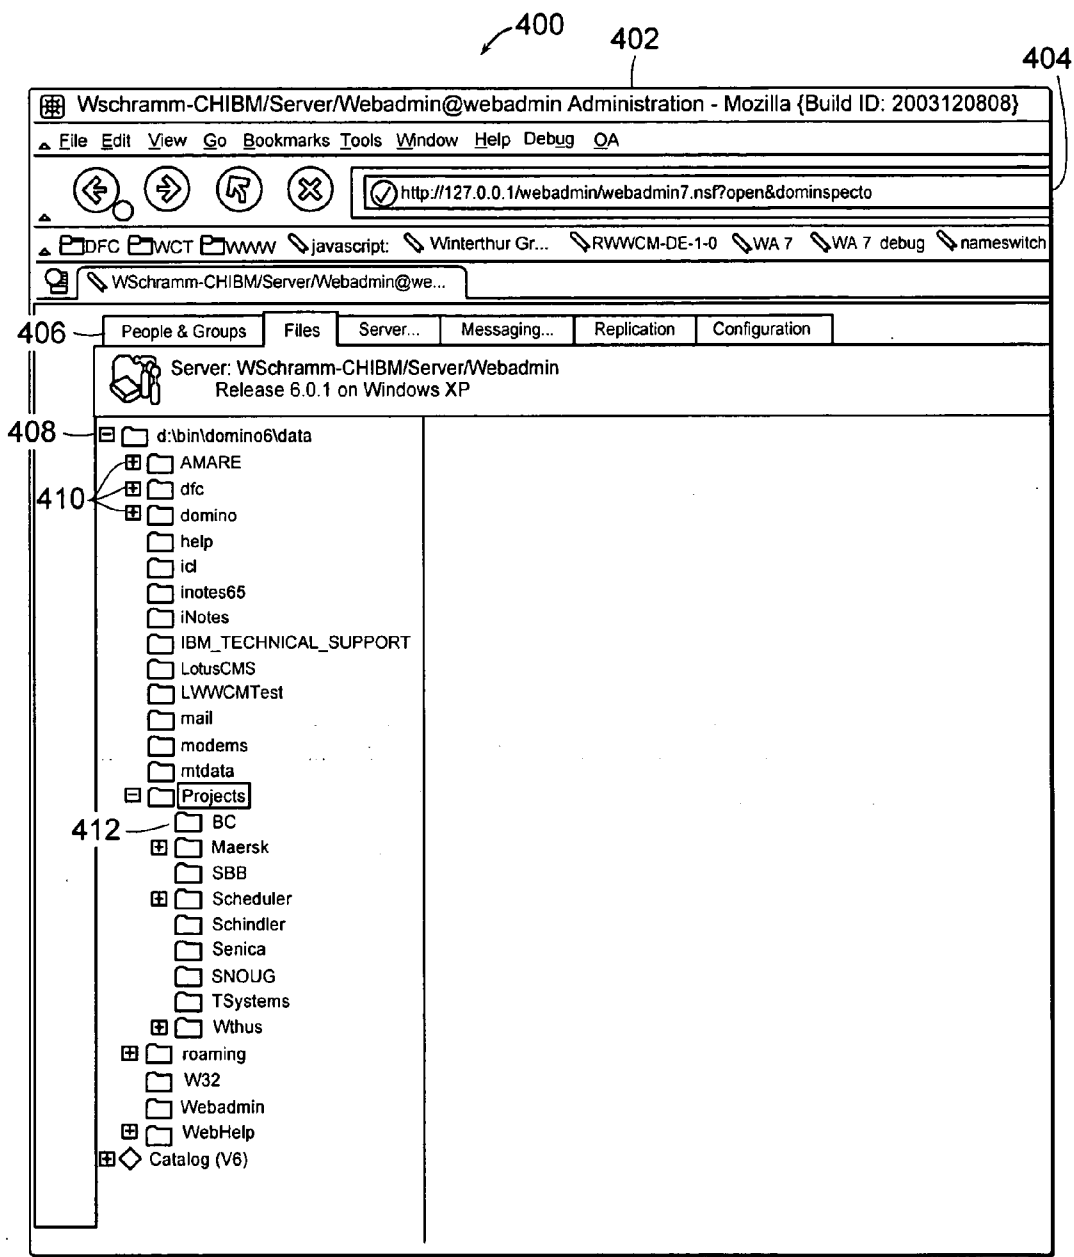 400
402
404
Wschramm-CHIBM/Server/Webadmin@webadmin Administration - Mozilla {Build ID: 2003120808}
File Edit View Go Bookmarks Tools Window Help Debug QA
http://127.0.0.1/webadmin/webadmin7.nsf?open&dominspecto
DFC WCT WWW javascript: Winterthur Gr... RWWCM-DE-1-0 WA 7 WA 7 debug nameswitch
WSchramm-CHIBM/Server/Webadmin@we...
406 People & Groups Files Server... Messaging... Replication Configuration
Server: WSchramm-CHIBM/Server/Webadmin
Release 6.0.1 on Windows XP
408 d:\bin\domino6\data
AMARE
410 dfc
domino
help
icl
inotes65
iNotes
IBM_TECHNICAL_SUPPORT
LotusCMS
LWWCMTest
mail
modems
mtdata
Projects
412 BC
Maersk
SBB
Scheduler
Schindler
Senica
SNOUG
TSystems
Wthus
roaming
W32
Webadmin
WebHelp
Catalog (V6)